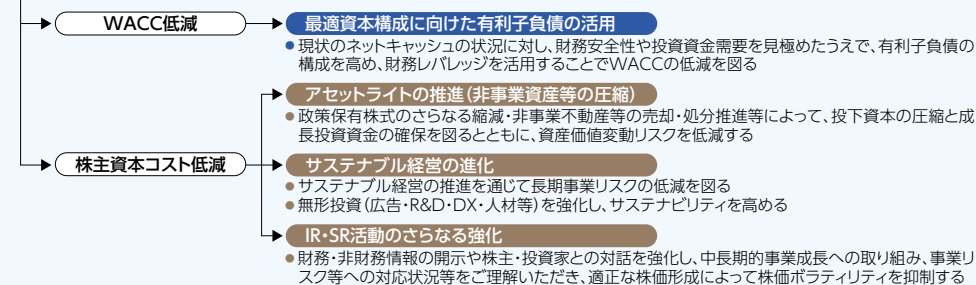 WACC低減
最適資本構成に向けた有利子負債の活用
●現状のネットキャッシュの状況に対し、財務安全性や投資資金需要を見極めたうえで、有利子負債の
構成を高め、財務レバレッジを活用することでWACCの低減を図る
アセットライトの推進（非事業資産等の圧縮）
●政策保有株式のさらなる縮減・非事業不動産等の売却・処分推進等によって、投下資本の圧縮と成
長投資資金の確保を図るとともに、資産価値変動リスクを低減する
株主資本コスト低減
サステナブル経営の進化
●サステナブル経営の推進を通じて長期事業リスクの低減を図る
●無形投資（広告・R&D・DX・人材等）を強化し、サステナビリティを高める
IR・SR活動のさらなる強化
●財務・非財務情報の開示や株主・投資家との対話を強化し、中長期的事業成長への取り組み、事業リ
スク等への対応状況等をご理解いただき、適正な株価形成によって株価ボラティリティを抑制する